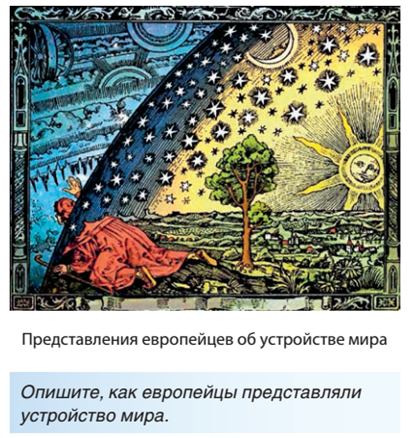 Представления европейцев об устройстве мира
Опишите, как европейцы представляли
устройство мира.